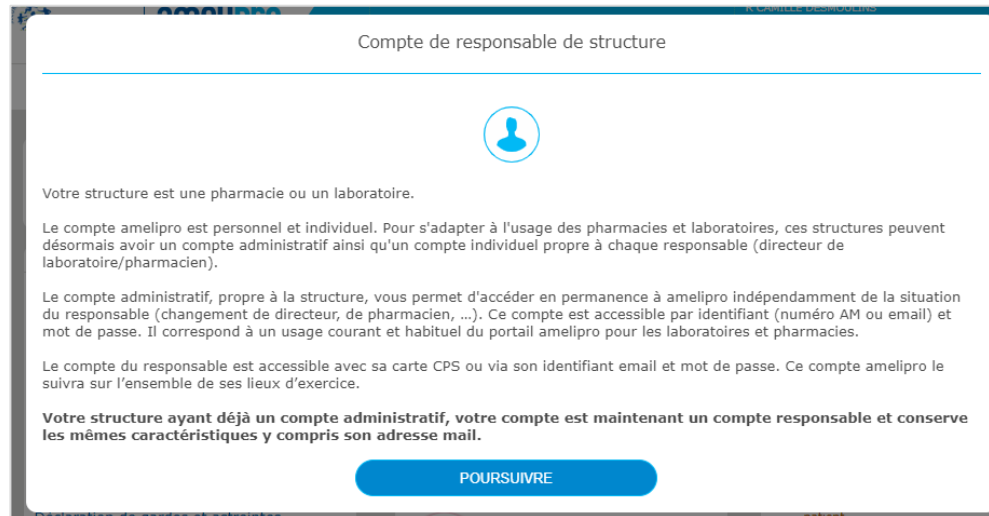 R CAMILLE DESMOULINS
Compte de responsable de structure
Votre structure est une pharmacie ou un laboratoire.
Le compte amelipro est personnel et individuel. Pour s'adapter à l'usage des pharmacies et laboratoires, ces structures peuvent
désormais avoir un compte administratif ainsi qu'un compte individuel propre à chaque responsable (directeur de
laboratoire/pharmacien).
Le compte administratif, propre à la structure, vous permet d'accéder en permanence à amelipro indépendamment de la situation
du responsable (changement de directeur, de pharmacien, ...). Ce compte est accessible par identifiant (numéro AM ou email) et
mot de passe. Il correspond à un usage courant et habituel du portail amelipro pour les laboratoires et pharmacies.
Le compte du responsable est accessible avec sa carte CPS ou via son identifiant email et mot de passe. Ce compte amelipro le
suivra sur l’ensemble de ses lieux d’exercice.
Votre structure ayant déjà un compte administratif, votre compte est maintenant un compte responsable et conserve
les mêmes caractéristiques y compris son adresse mail.
POURSUIVRE